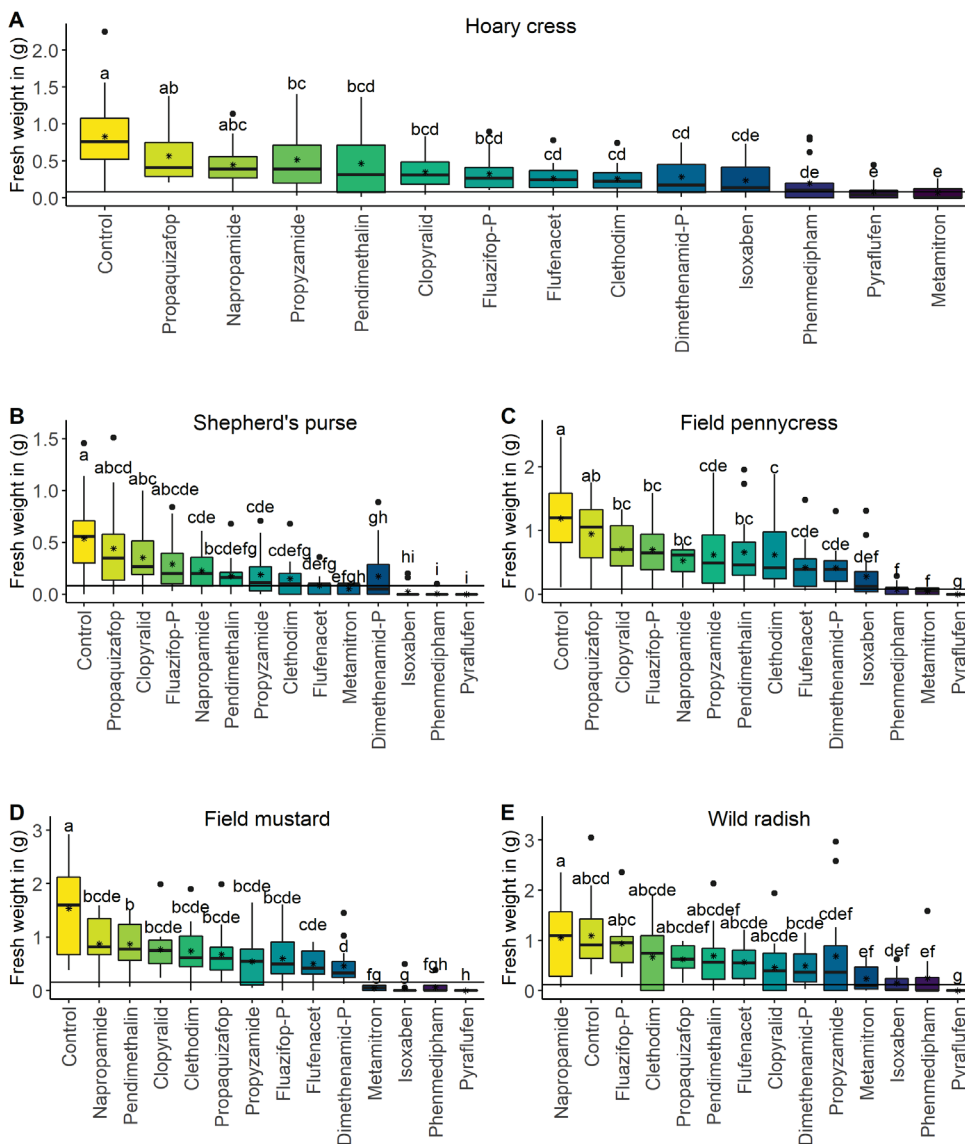 A
Hoary cress
Fresh weight in (g)
2.0
1.5
1.0
0.5
0.0
a
ab
abc
bc
bcd
bcd
bcd
cd
cd
cd
cde
de
e
e
Control
Propaquizafop
Napropamide
Propyzamide
Pendimethalin
Clopyralid
Fluazifop-P
Flufenacet
Clethodim
Dimethenamid-P
Isoxaben
Phenmedipham
Pyraflufen
Metamitron
B
Shepherd's purse
Fresh weight in (g)
1.5
1.0
0.5
0.0
a
abcd
abc
abcde
cde
bcdefg
cde
cdefg
defg
efgh
gh
hi
i
i
Control
Propaquizafop
Clopyralid
Fluazifop-P
Napropamide
Pendimethalin
Propyzamide
Clethodim
Flufenacet
Metamitron
Dimethenamid-P
Isoxaben
Phenmedipham
Pyraflufen
C
Field pennycress
Fresh weight in (g)
2
1
0
a
ab
bc
bc
bc
cde
bc
c
cde
cde
def
f
f
g
Control
Propaquizafop
Clopyralid
Fluazifop-P
Napropamide
Propyzamide
Pendimethalin
Clethodim
Flufenacet
Dimethenamid-P
Isoxaben
Phenmedipham
Metamitron
Pyraflufen
D
Field mustard
Fresh weight in (g)
3
2
1
0
a
bcde
b
bcde
bcde
bcde
bcde
bcde
cde
d
fg
g
fgh
h
Control
Napropamide
Pendimethalin
Clopyralid
Clethodim
Propaquizafop
Propyzamide
Fluazifop-P
Flufenacet
Dimethenamid-P
Metamitron
Isoxaben
Phenmedipham
Pyraflufen
E
Wild radish
Fresh weight in (g)
3
2
1
0
a
abcd
abc
abcde
abcde
abcdef
abcdef
abcde
abcde
cdef
ef
def
ef
g
Napropamide
Control
Fluazifop-P
Clethodim
Propaquizafop
Pendimethalin
Flufenacet
Clopyralid
Dimethenamid-P
Propyzamide
Metamitron
Isoxaben
Phenmedipham
Pyraflufen